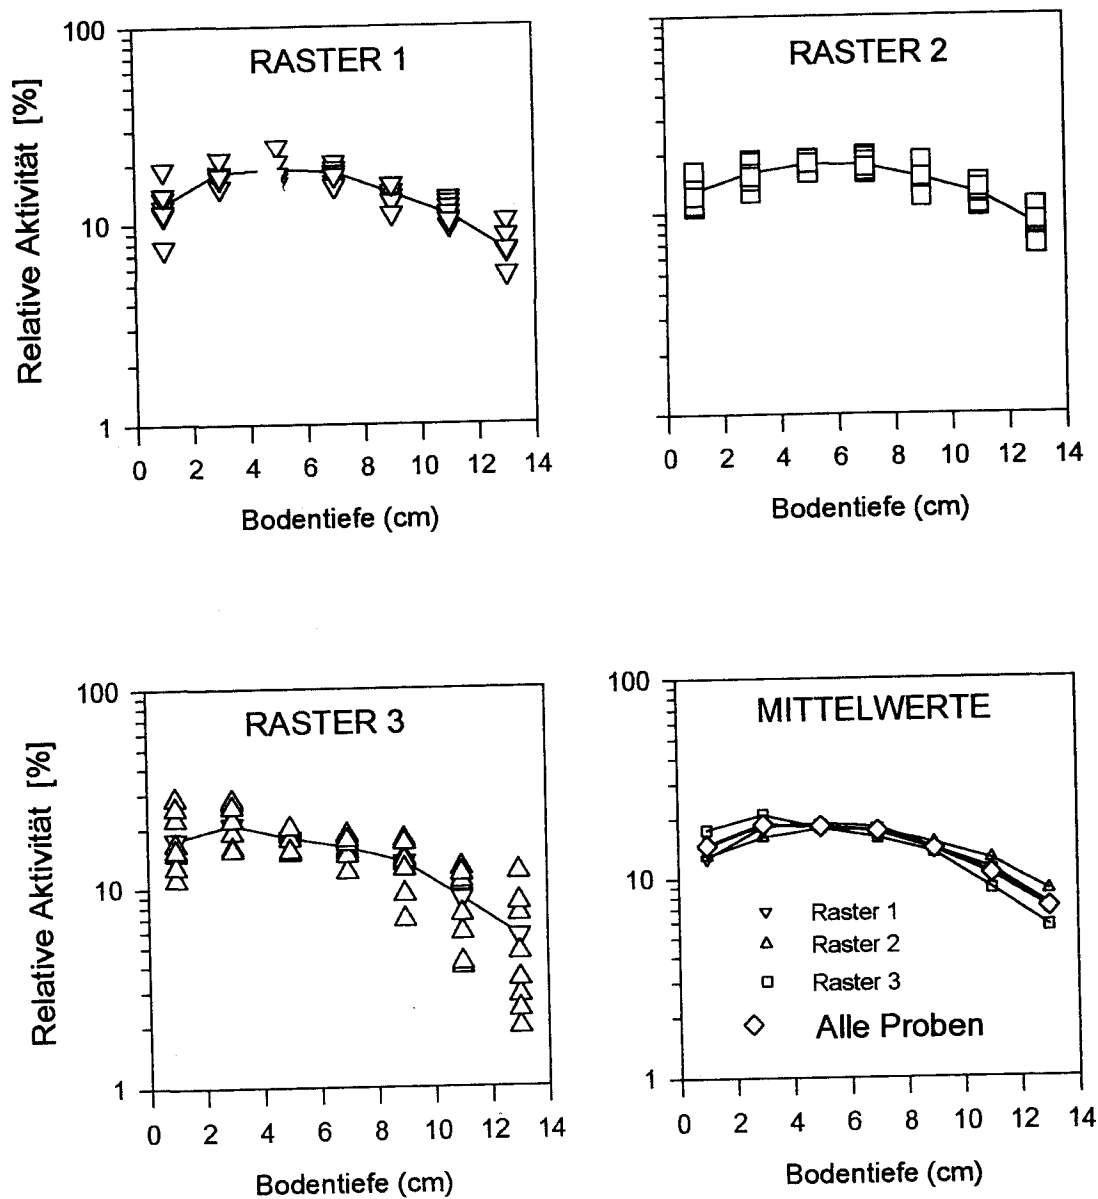 RASTER 1
Relative Aktivität [%]
100
10
1
0 2 4 6 8 10 12 14
Bodentiefe (cm)
RASTER 2
0 2 4 6 8 10 12 14
Bodentiefe (cm)
RASTER 3
Relative Aktivität [%]
100
10
1
0 2 4 6 8 10 12 14
Bodentiefe (cm)
MITTELWERTE
100
10
1
Raster 1
Raster 2
Raster 3
Alle Proben
0 2 4 6 8 10 12 14
Bodentiefe (cm)